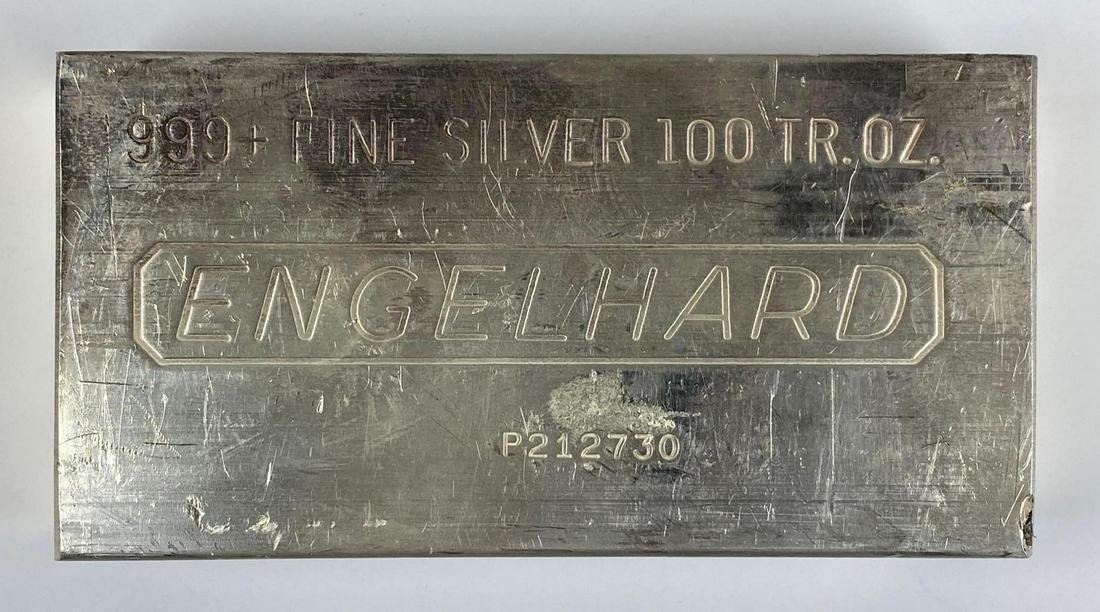 999+ FINE SILVER 100 TR. OZ.
ENGELHARD
P212730